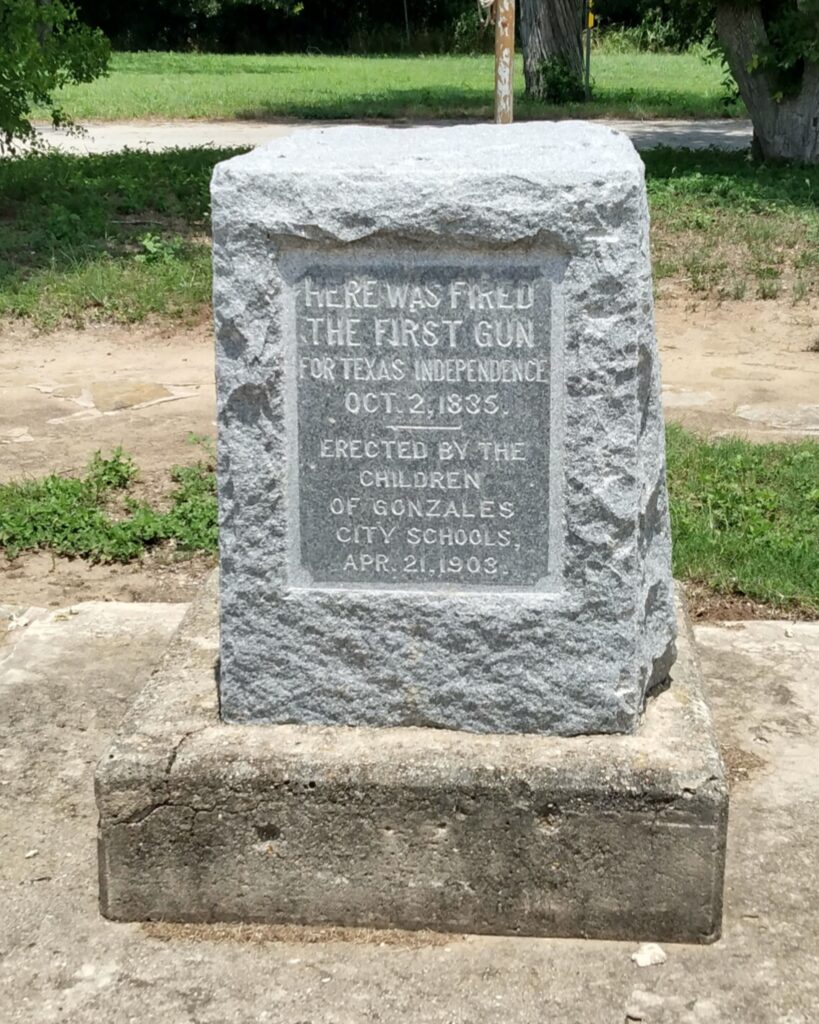 HERE WAS FIRED
THE FIRST GUN
FOR TEXAS INDEPENDENCE
OCT. 2, 1835.
ERECTED BY THE
CHILDREN
OF GONZALES
CITY SCHOOLS,
APR. 21, 1903.